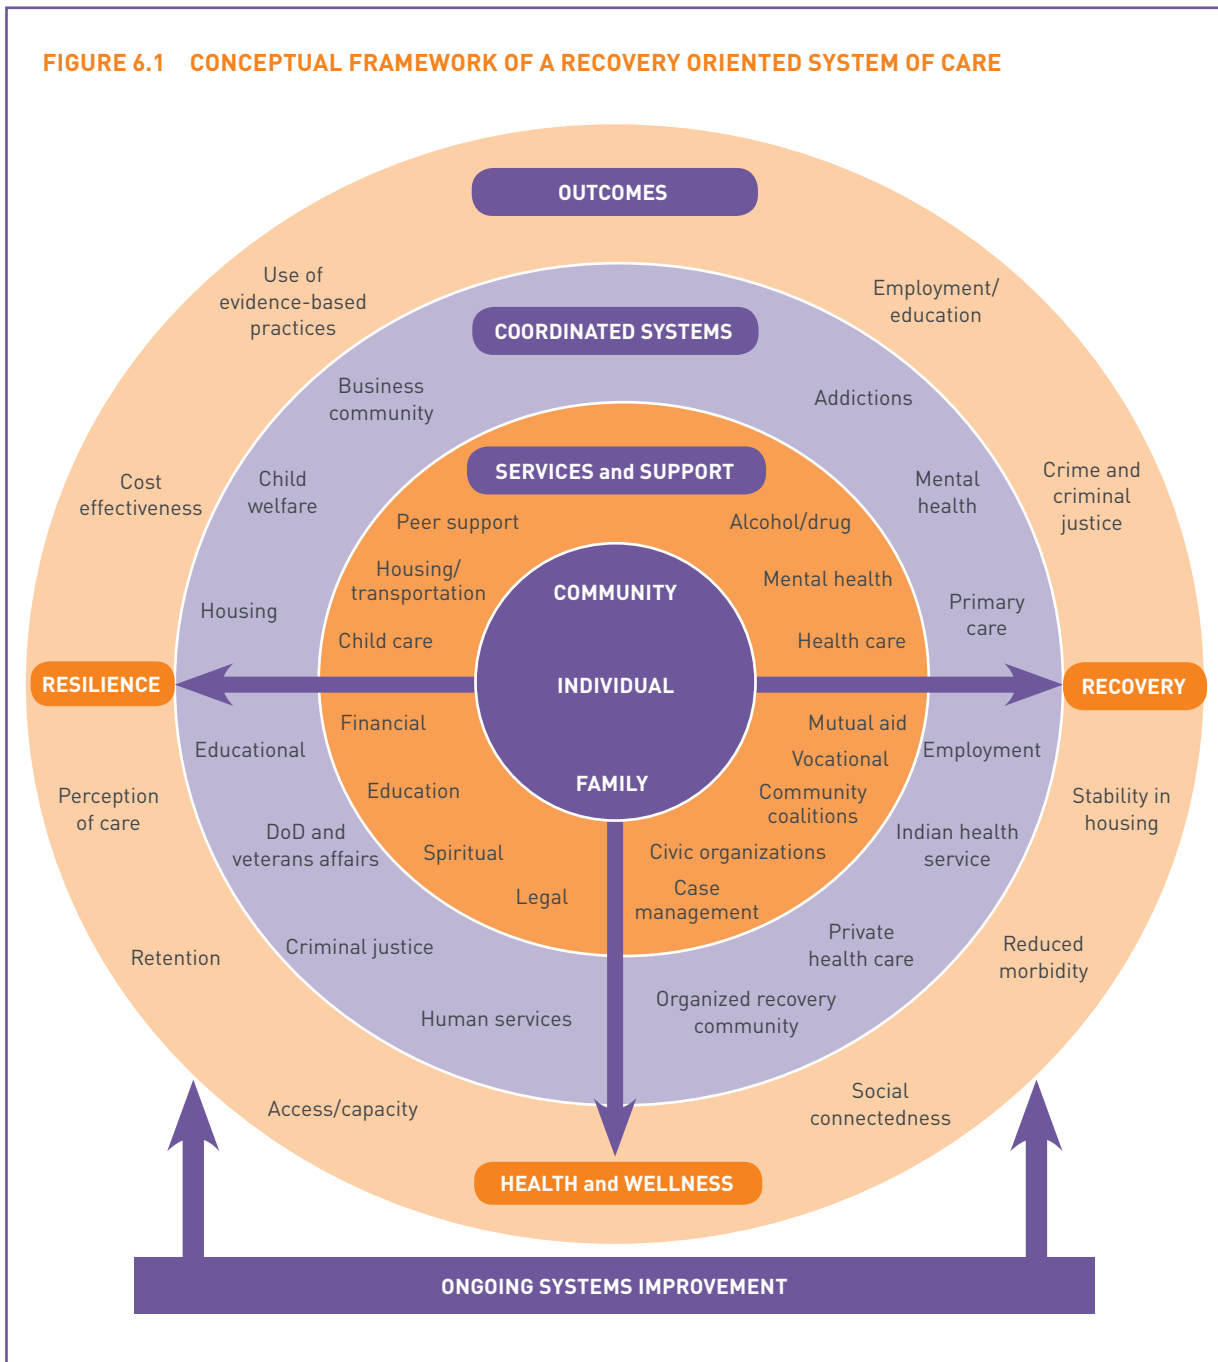 FIGURE 6.1 CONCEPTUAL FRAMEWORK OF A RECOVERY ORIENTED SYSTEM OF CARE
OUTCOMES
Use of
evidence-based
practices
Employment/
education
Cost
effectiveness
Crime and
criminal
justice
RESILIENCE
RECOVERY
Perception
of care
Stability in
housing
Retention
Reduced
morbidity
Access/capacity
Social
connectedness
HEALTH and WELLNESS
COORDINATED SYSTEMS
Business
community
Addictions
Child
welfare
Mental
health
Housing
Primary
care
Educational
Employment
DoD and
veterans affairs
Indian health
service
Criminal justice
Private
health care
Human services
Organized recovery
community
SERVICES and SUPPORT
Peer support
Alcohol/drug
Housing/
transportation
Mental health
Child care
Health care
Financial
Mutual aid
Vocational
Education
Community
coalitions
Spiritual
Civic organizations
Legal
Case
management
COMMUNITY
INDIVIDUAL
FAMILY
ONGOING SYSTEMS IMPROVEMENT